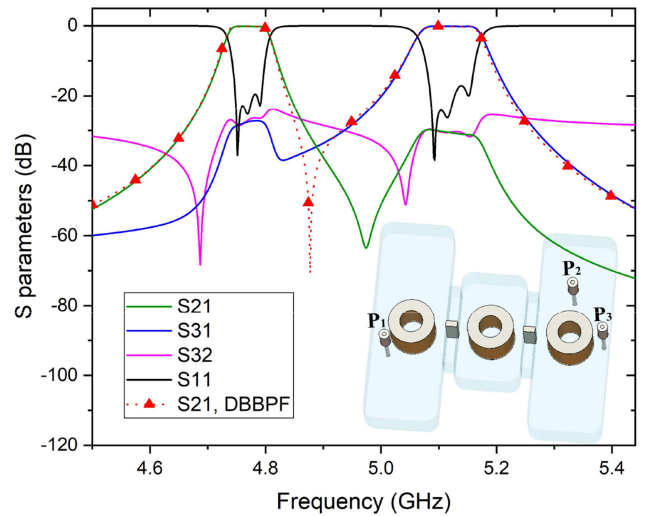 0
-20
-40
-60
-80
-100
-120
S parameters (dB)
S21
S31
S32
S11
S21, DBBPF
P1
P2
P3
4.6
4.8
5.0
5.2
5.4
Frequency (GHz)